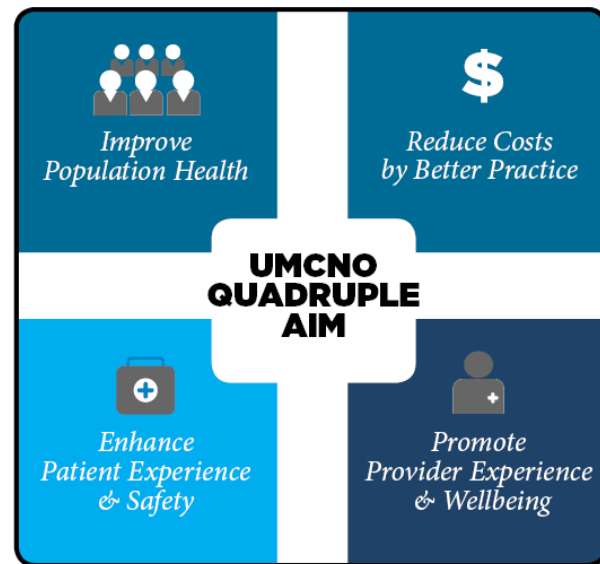 Improve
Population Health
$
Reduce Costs
by Better Practice
UMCNO
QUADRUPLE
AIM
Enhance
Patient Experience
& Safety
Promote
Provider Experience
& Wellbeing